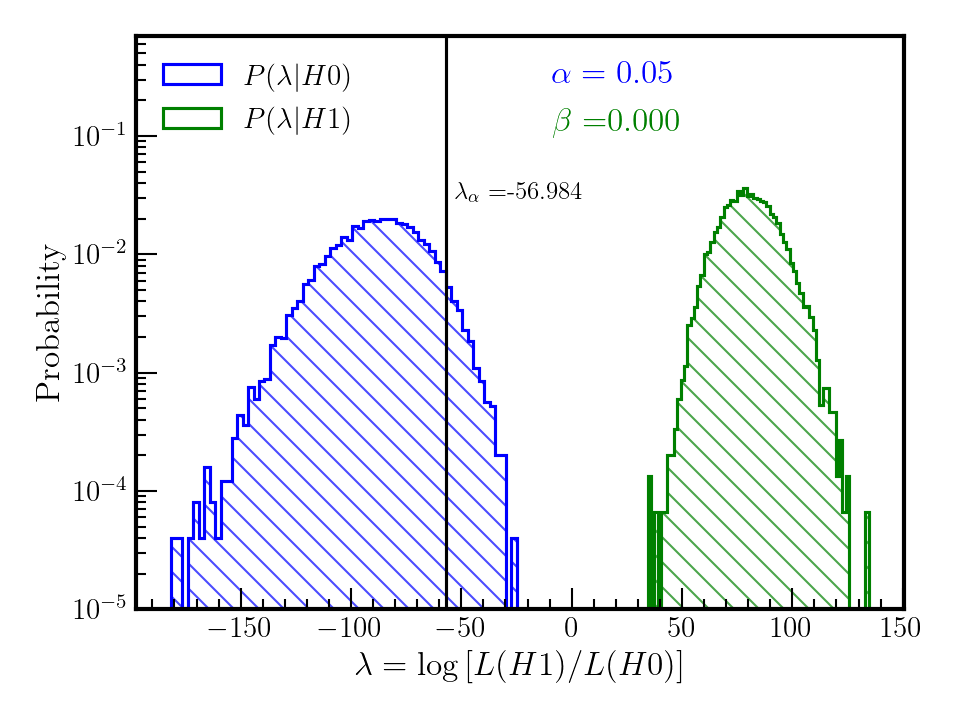 P(λ|H0)
P(λ|H1)
α = 0.05
β =0.000
λα =-56.984
Probability
10⁻¹
10⁻²
10⁻³
10⁻⁴
10⁻⁵
−150 −100 −50 0 50 100 150
λ = log [L(H1)/L(H0)]